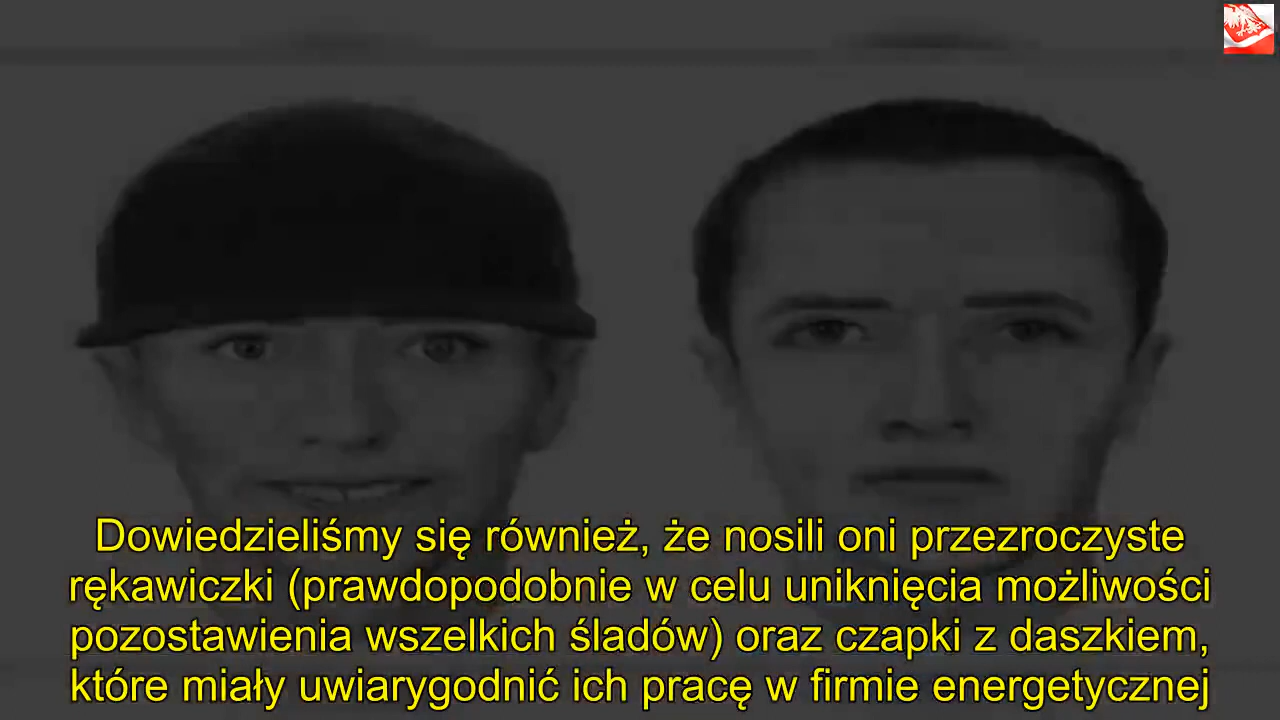 Dowiedzieliśmy się również, że nosili oni przezroczyste
rękawiczki (prawdopodobnie w celu uniknięcia możliwości
pozostawienia wszelkich śladów) oraz czapki z daszkiem,
które miały uwiarygodnić ich pracę w firmie energetycznej